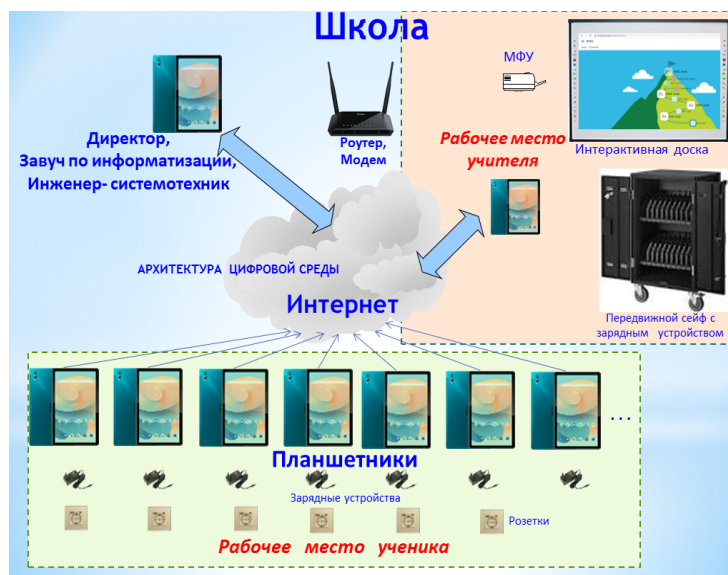 Школа
МФУ
Директор,
Завуч по информатизации,
Инженер- системотехник
Роутер,
Модем
Рабочее место
учителя
Интерактивная доска
АРХИТЕКТУРА ЦИФРОВОЙ СРЕДЫ
Интернет
Передвижной сейф с
зарядным устройством
...
Планшетники
Зарядные устройства
Розетки
Рабочее место ученика